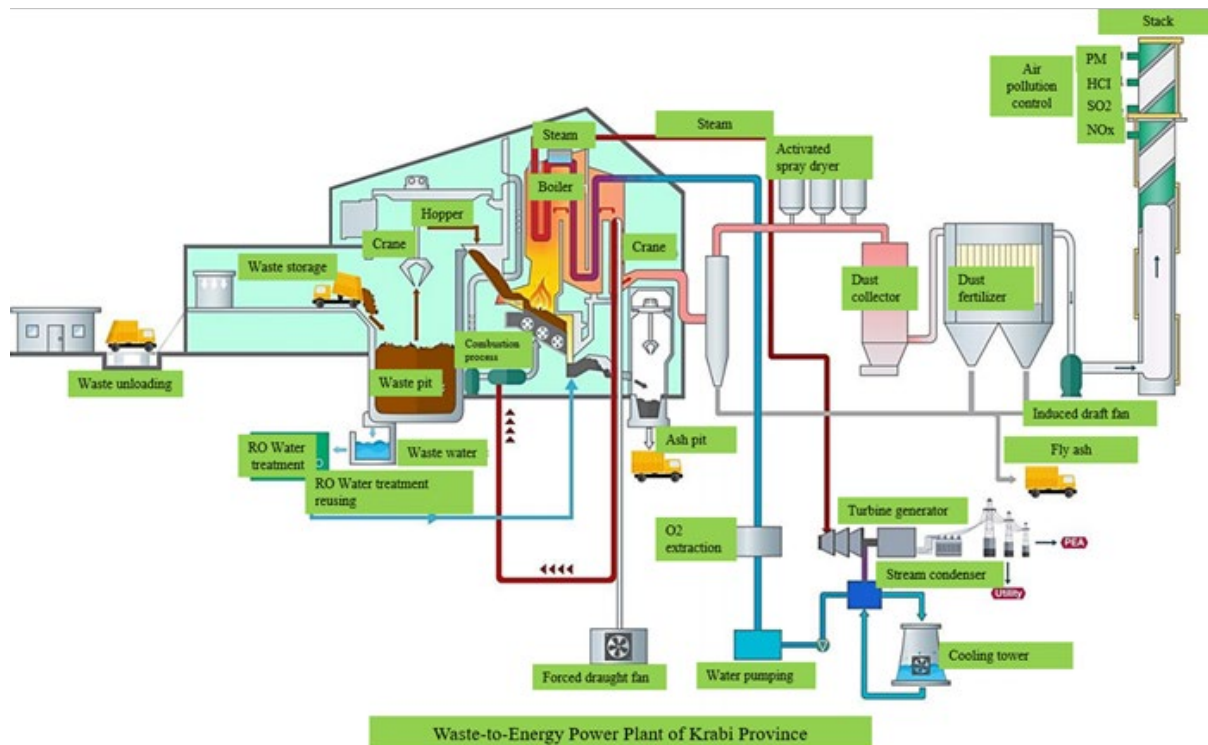 Stack
PM
HCI
SO2
NOx
Air
pollution
control
Steam
Steam
Activated
spray dryer
Boiler
Hopper
Crane
Crane
Waste storage
Dust
collector
Dust
fertilizer
Combustion
process
Waste unloading
Waste pit
Induced draft fan
RO Water
treatment
Waste water
Ash pit
Fly ash
RO Water treatment
reusing
Turbine generator
O2
extraction
PEA
Stream condenser
Utility
Cooling tower
Forced draught fan
Water pumping
Waste-to-Energy Power Plant of Krabi Province